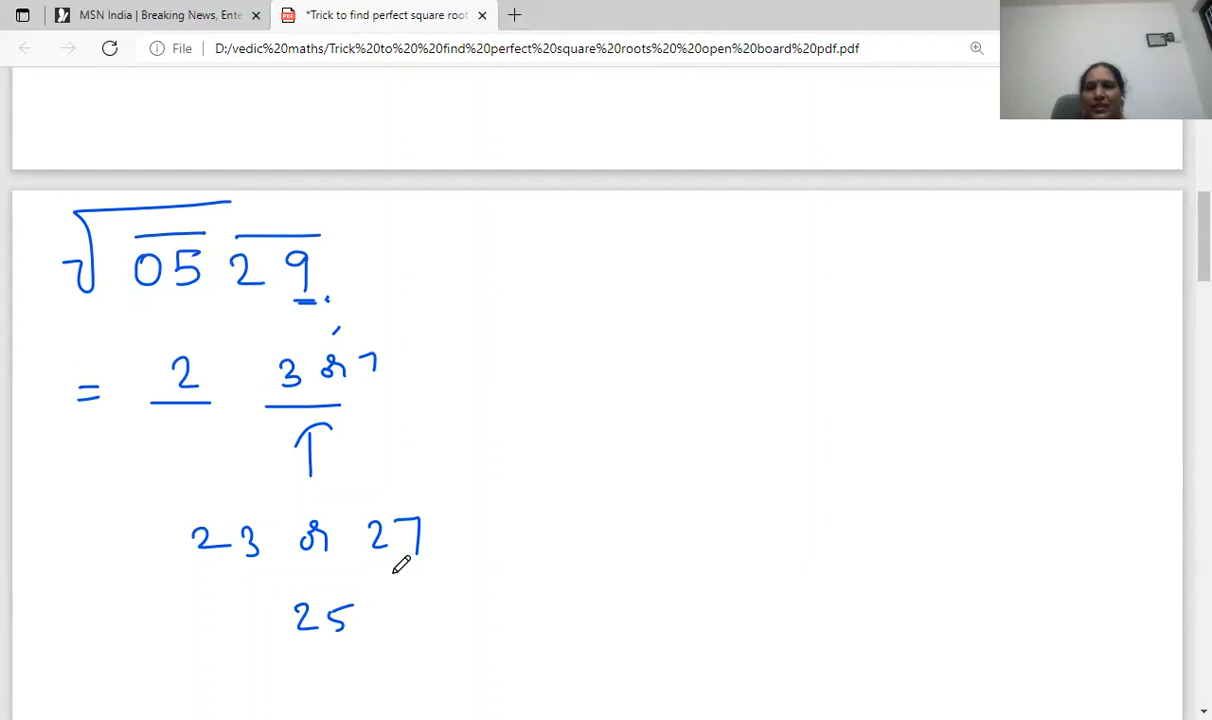 MSN India | Breaking News, Ente
*Trick to find perfect square root
File
D:/vedic%20maths/Trick%20to%20%20find%20perfect%20square%20roots%20%20open%20board%20pdf.pdf
√05 29.
= 2 3 or 7
23 or 27
25